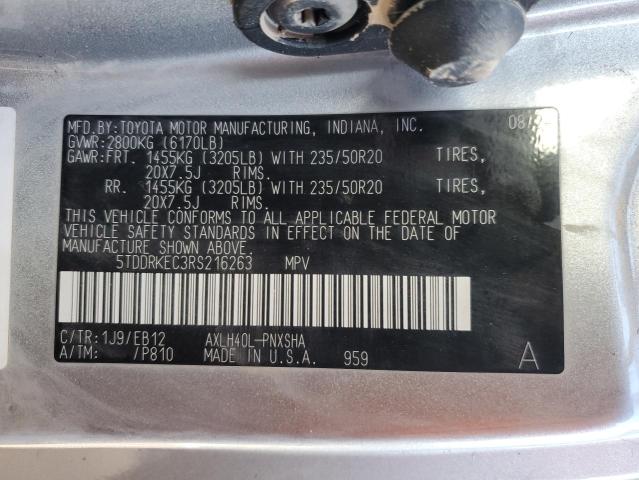 MFD.BY:TOYOTA MOTOR MANUFACTURING, INDIANA, INC. 08/
GVWR:2800KG (6170LB)
GAWR:FRT. 1455KG (3205LB) WITH 235/50R20 TIRES,
20X7.5J RIMS.
RR. 1455KG (3205LB) WITH 235/50R20 TIRES,
20X7.5J RIMS.
THIS VEHICLE CONFORMS TO ALL APPLICABLE FEDERAL MOTOR
VEHICLE SAFETY STANDARDS IN EFFECT ON THE DATE OF
MANUFACTURE SHOWN ABOVE.
5TDDRKEC3RS216263 MPV
C/TR:1J9/EB12 AXLH40L-PNXSHA
A/TM: /P810 MADE IN U.S.A. 959 A